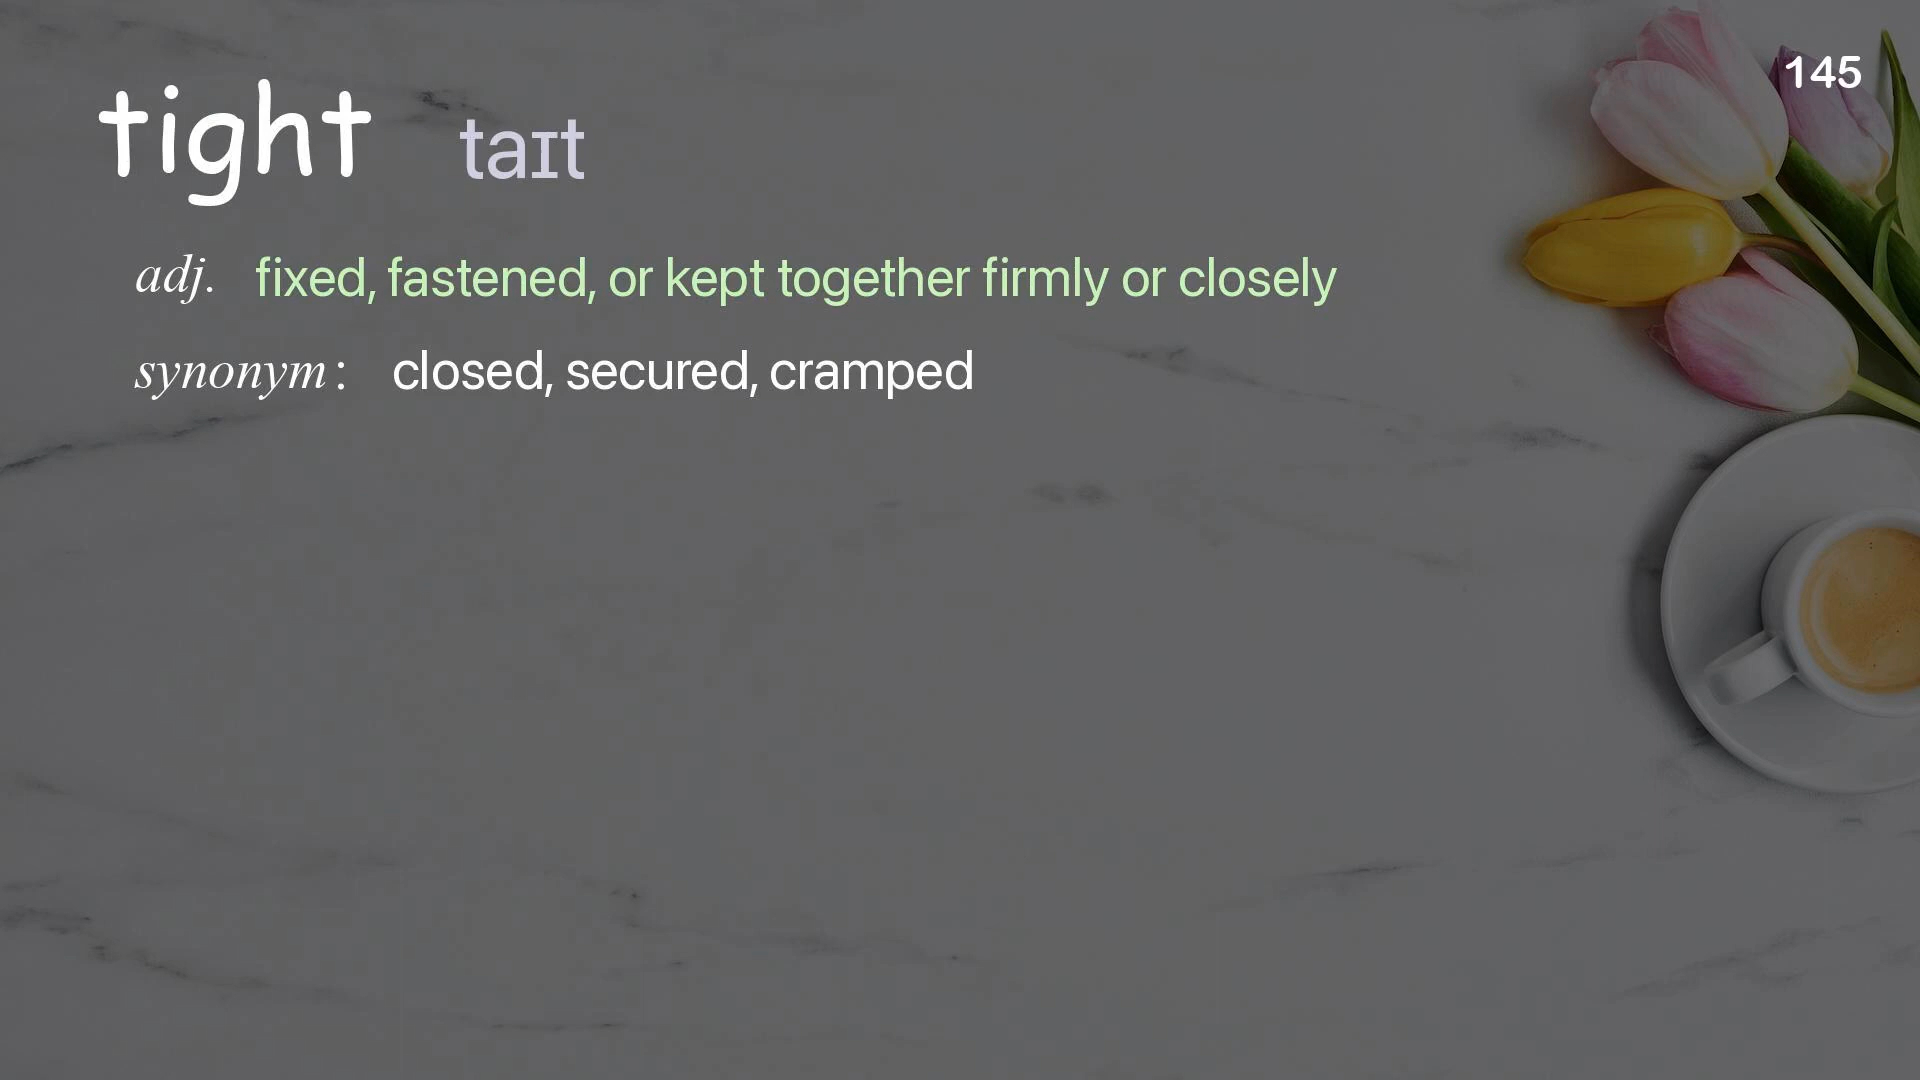 145
tight taɪt
adj. fixed, fastened, or kept together firmly or closely
synonym: closed, secured, cramped